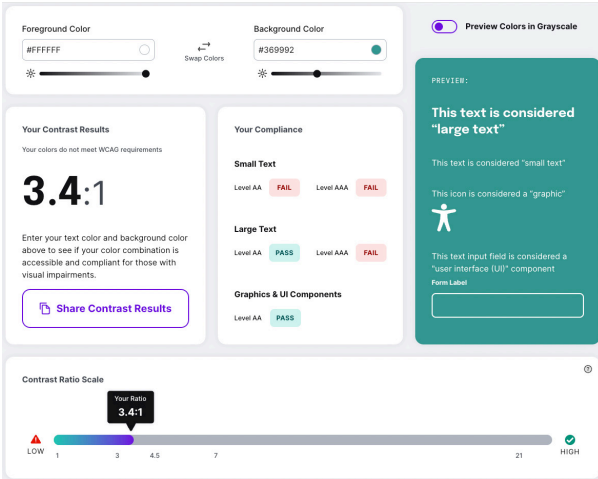 Foreground Color
#FFFFFF
Swap Colors
Background Color
#369992
Preview Colors in Grayscale
Your Contrast Results
Your colors do not meet WCAG requirements
3.4:1
Enter your text color and background color
above to see if your color combination is
accessible and compliant for those with
visual impairments.
Share Contrast Results
Your Compliance
Small Text
Level AA FAIL Level AAA FAIL
Large Text
Level AA PASS Level AAA FAIL
Graphics & UI Components
Level AA PASS
PREVIEW:
This text is considered
“large text”
This text is considered “small text”
This icon is considered a “graphic”
This text input field is considered a
“user interface (UI)” component
Form Label
Contrast Ratio Scale
Your Ratio
3.4:1
LOW
1 3 4.5 7 21
HIGH